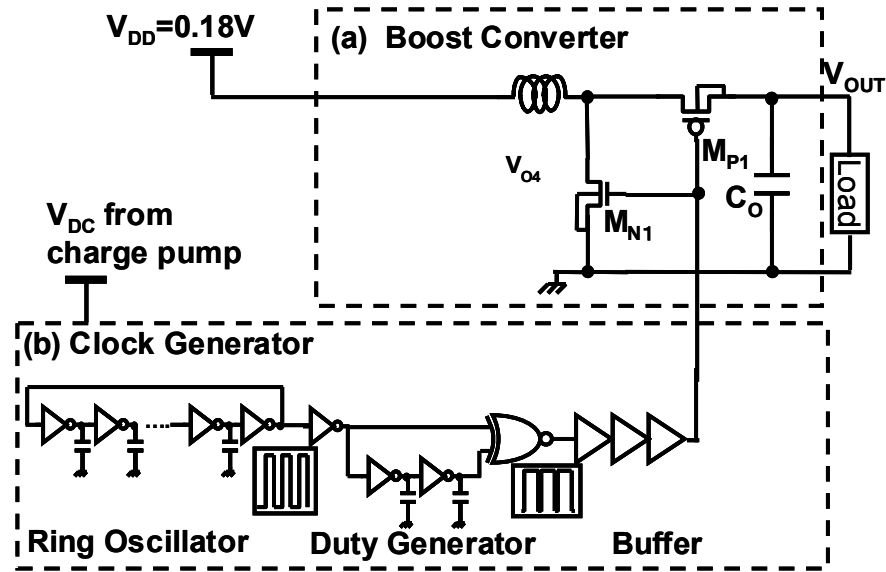 V_DD=0.18V
(a) Boost Converter
V_OUT
M_P1
V_O4
M_N1
C_O
Load
V_DC from
charge pump
(b) Clock Generator
Ring Oscillator
Duty Generator
Buffer